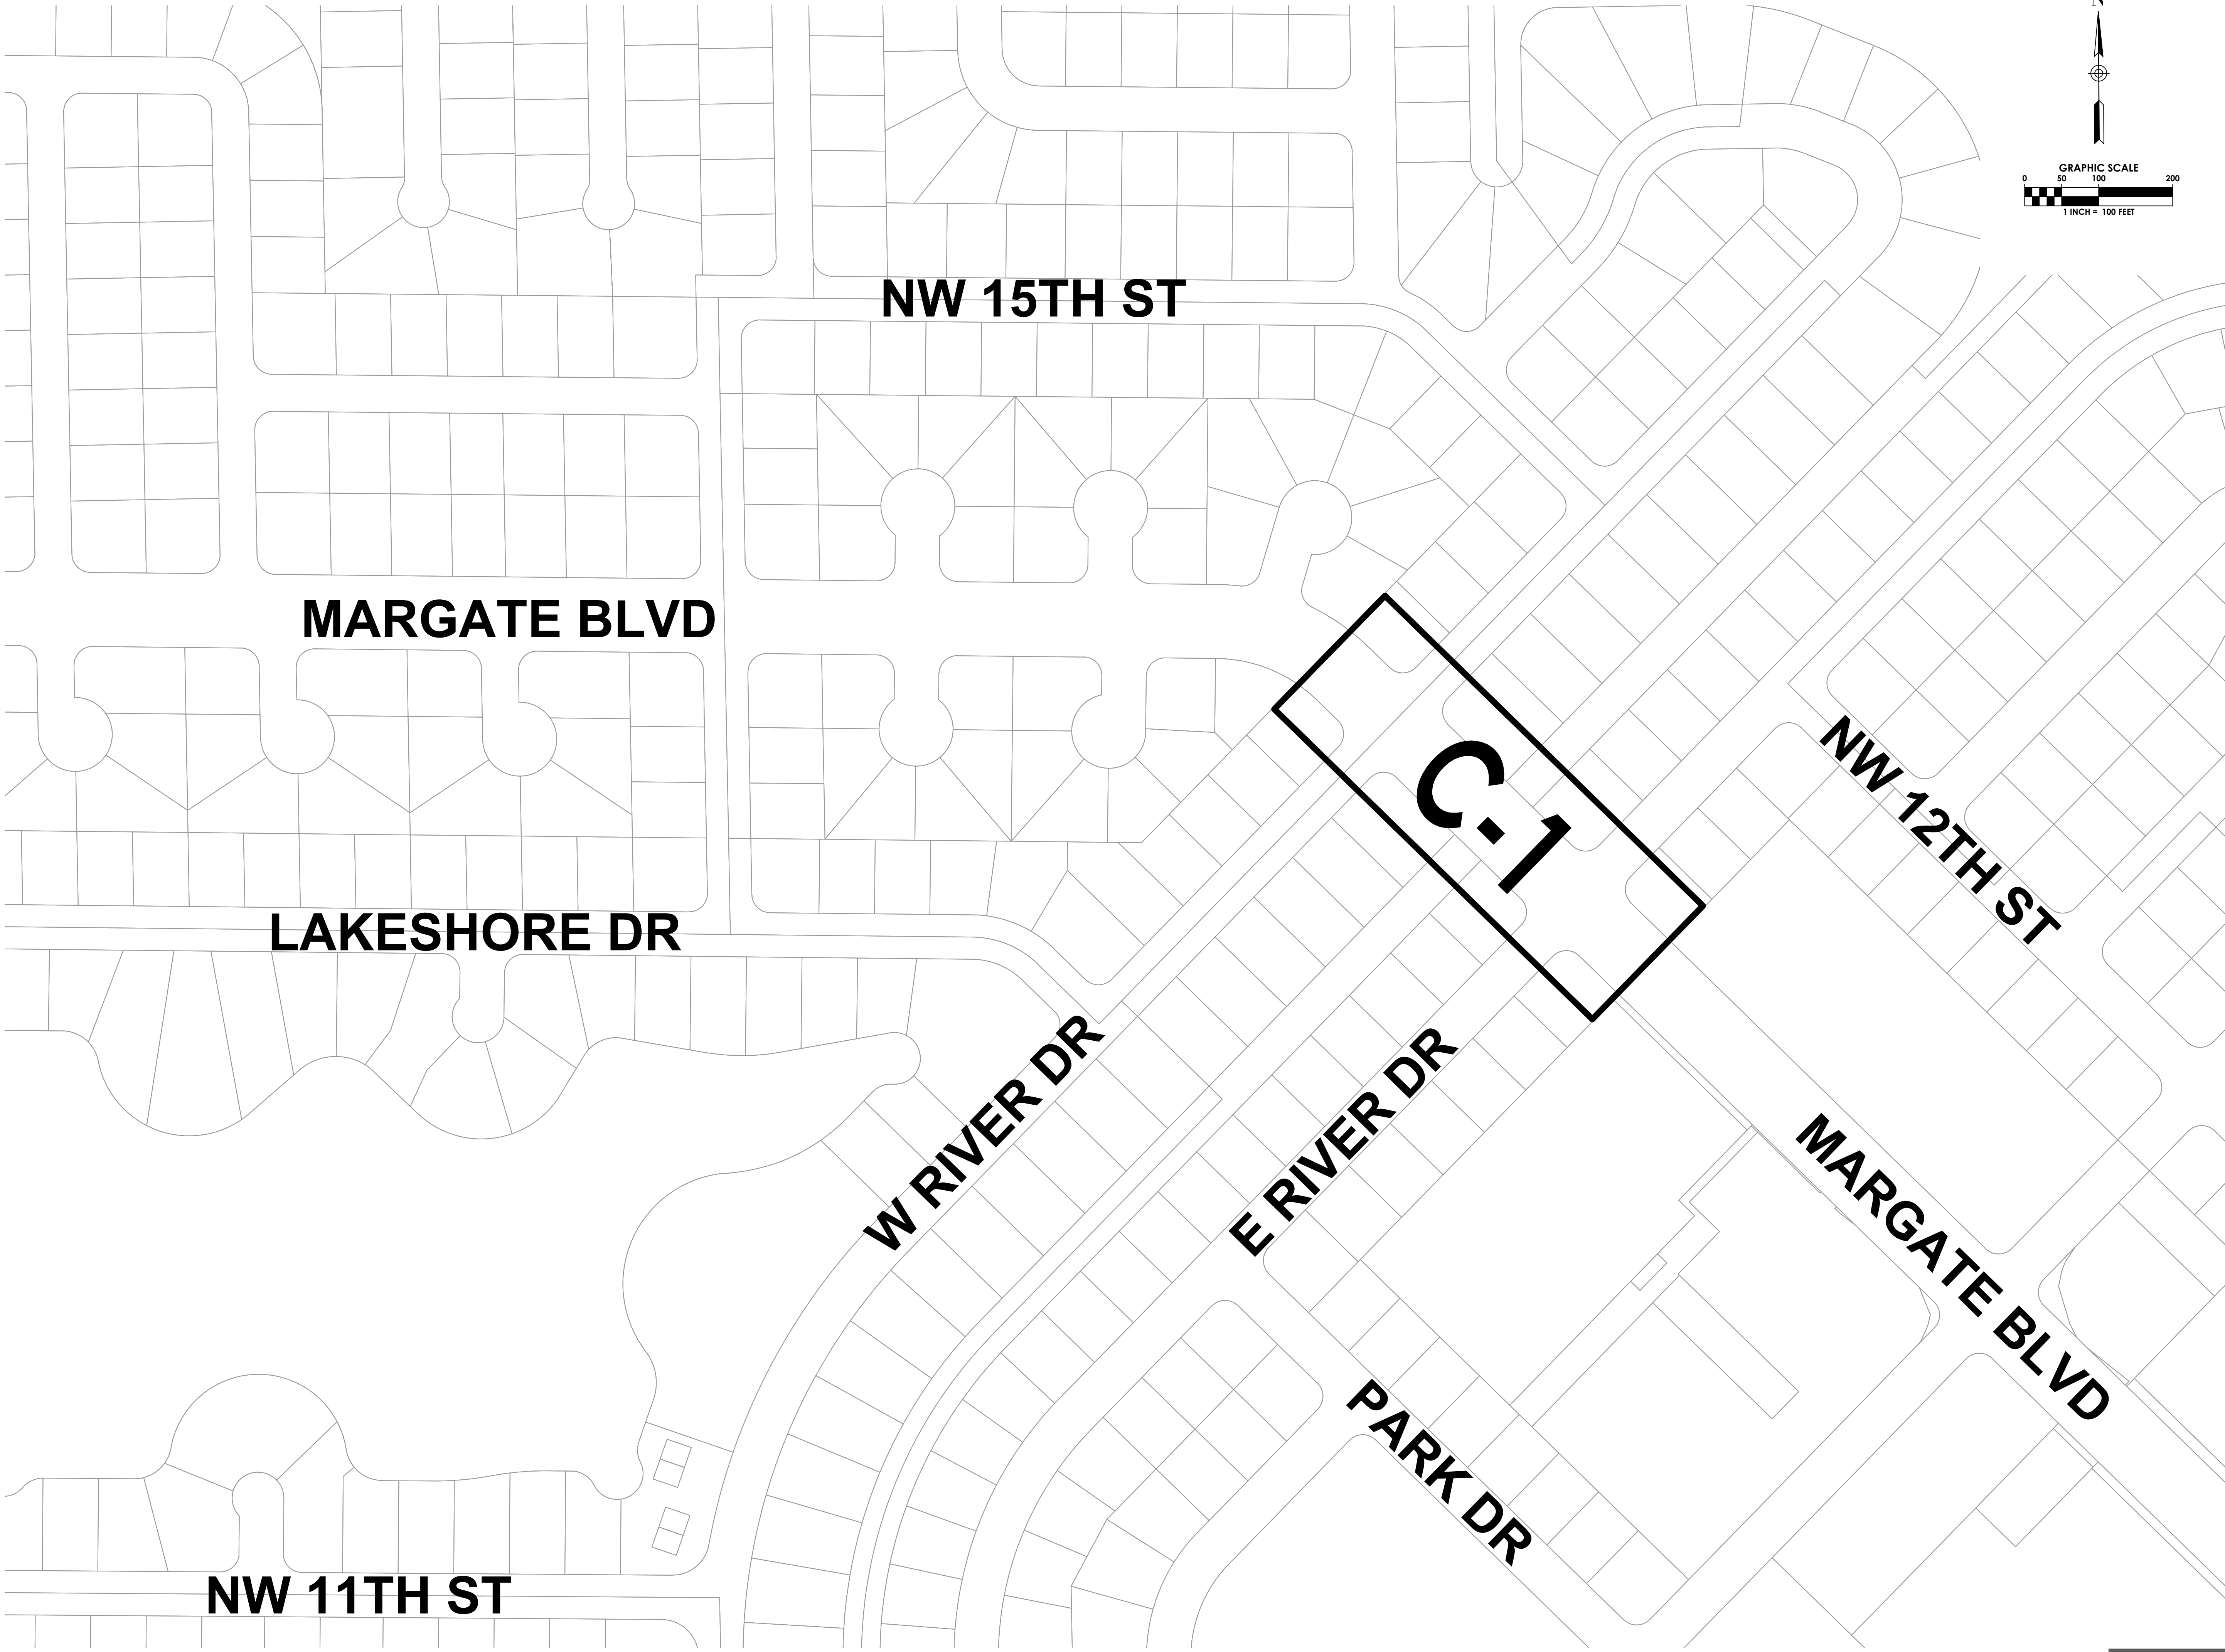 N
GRAPHIC SCALE
0 50 100 200
1 INCH = 100 FEET
NW 15TH ST
MARGATE BLVD
C-1
NW 12TH ST
LAKESHORE DR
W RIVER DR
E RIVER DR
MARGATE BLVD
PARK DR
NW 11TH ST